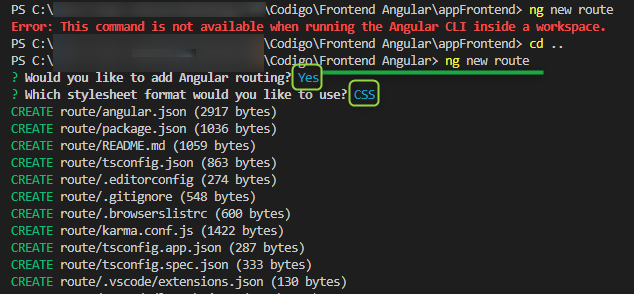 PS C:\ \Codigo\Frontend Angular\appFrontend> ng new route
Error: This command is not available when running the Angular CLI inside a workspace.
PS C:\ \Codigo\Frontend Angular\appFrontend> cd ..
PS C:\ \Codigo\Frontend Angular> ng new route
? Would you like to add Angular routing? Yes
? Which stylesheet format would you like to use? CSS
CREATE route/angular.json (2917 bytes)
CREATE route/package.json (1036 bytes)
CREATE route/README.md (1059 bytes)
CREATE route/tsconfig.json (863 bytes)
CREATE route/.editorconfig (274 bytes)
CREATE route/.gitignore (548 bytes)
CREATE route/.browserslistrc (600 bytes)
CREATE route/karma.conf.js (1422 bytes)
CREATE route/tsconfig.app.json (287 bytes)
CREATE route/tsconfig.spec.json (333 bytes)
CREATE route/.vscode/extensions.json (130 bytes)